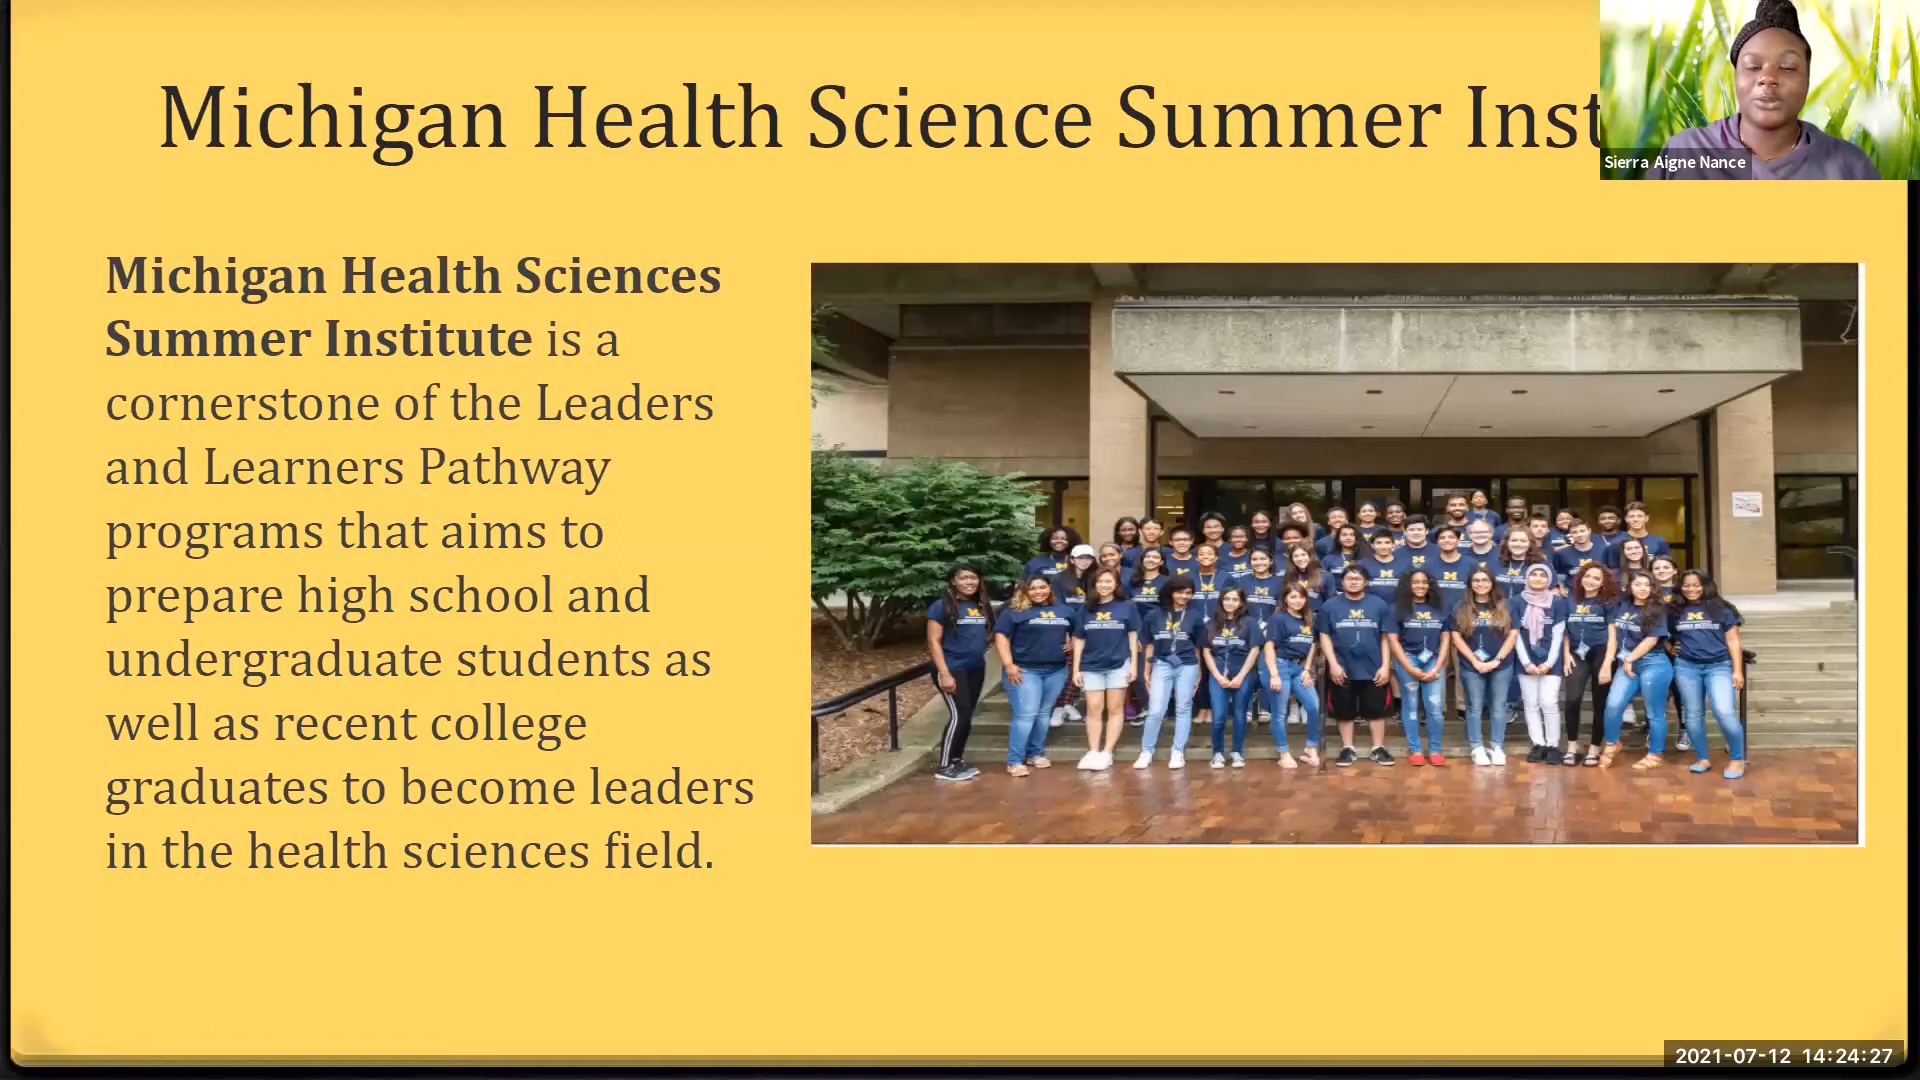 Michigan Health Science Summer Inst
Sierra Aigne Nance
Michigan Health Sciences
Summer Institute is a
cornerstone of the Leaders
and Learners Pathway
programs that aims to
prepare high school and
undergraduate students as
well as recent college
graduates to become leaders
in the health sciences field.
2021-07-12 14:24:27